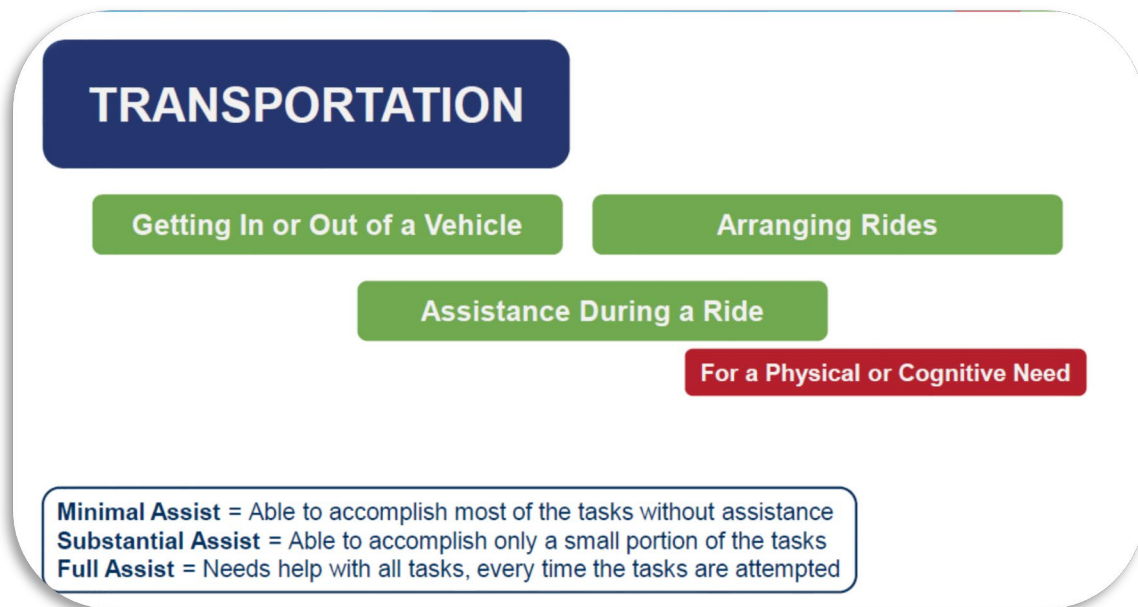 TRANSPORTATION
Getting In or Out of a Vehicle
Arranging Rides
Assistance During a Ride
For a Physical or Cognitive Need
Minimal Assist = Able to accomplish most of the tasks without assistance
Substantial Assist = Able to accomplish only a small portion of the tasks
Full Assist = Needs help with all tasks, every time the tasks are attempted